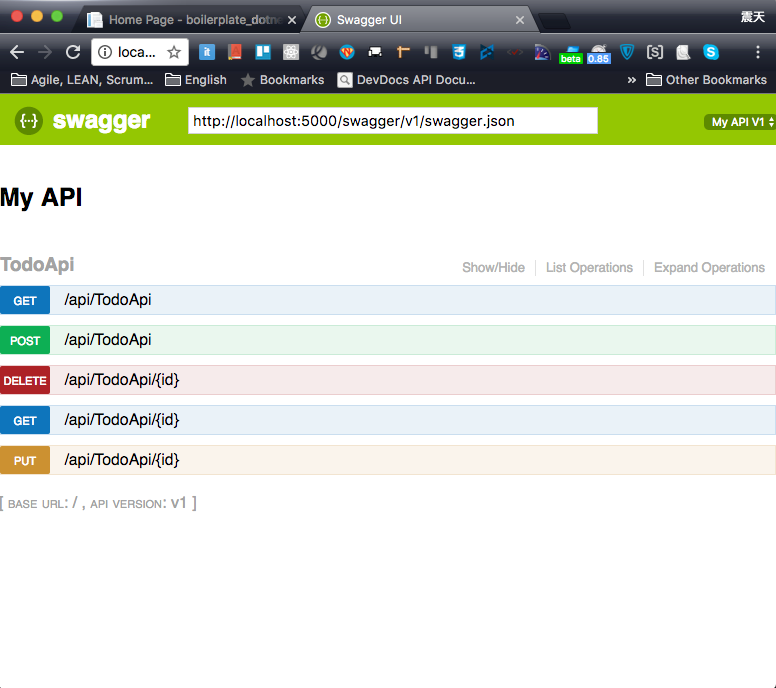 Home Page - boilerplate_dotne
Swagger UI
震天
loca...
it
beta
0.85
[S]
S
Agile, LEAN, Scrum...
English
Bookmarks
DevDocs API Docu...
»
Other Bookmarks
{··}
swagger
http://localhost:5000/swagger/v1/swagger.json
My API V1
My API
TodoApi
Show/Hide
List Operations
Expand Operations
GET /api/TodoApi
POST /api/TodoApi
DELETE /api/TodoApi/{id}
GET /api/TodoApi/{id}
PUT /api/TodoApi/{id}
[ BASE URL: / , API VERSION: V1 ]